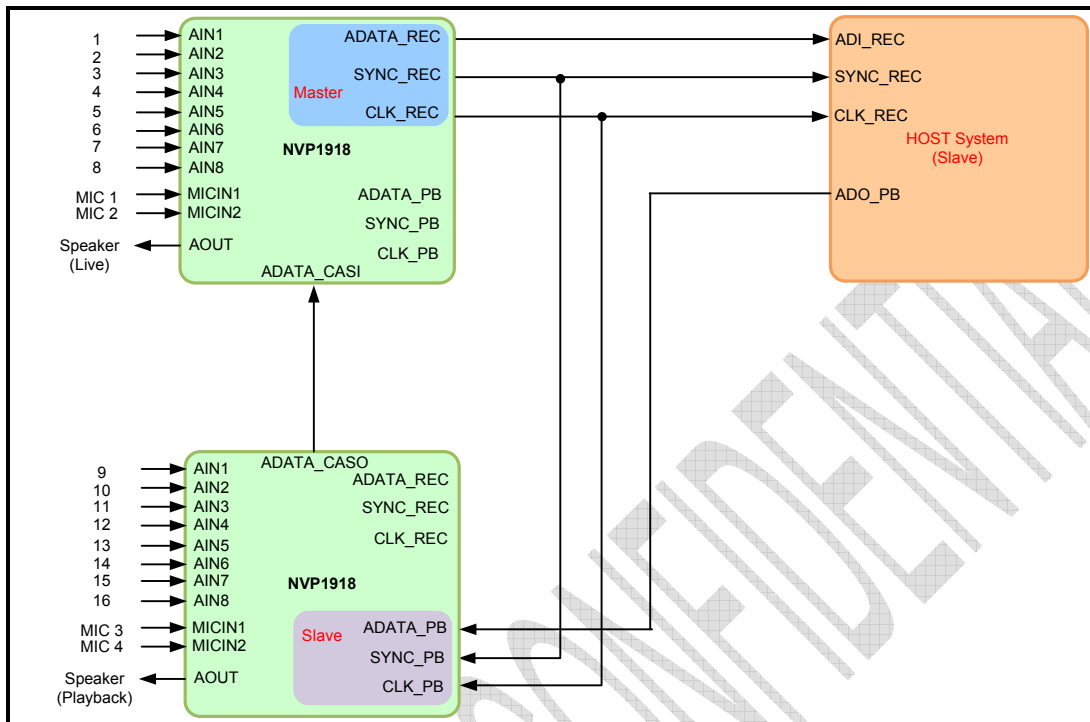 1
2
3
4
5
6
7
8
MIC 1
MIC 2
Speaker
(Live)
AIN1
AIN2
AIN3
AIN4
AIN5
AIN6
AIN7
AIN8
MICIN1
MICIN2
AOUT
ADATA_REC
SYNC_REC
Master
CLK_REC
NVP1918
ADATA_PB
SYNC_PB
CLK_PB
ADATA_CASI
ADI_REC
SYNC_REC
CLK_REC
HOST System
(Slave)
ADO_PB
9
10
11
12
13
14
15
16
MIC 3
MIC 4
Speaker
(Playback)
AIN1
AIN2
AIN3
AIN4
AIN5
AIN6
AIN7
AIN8
MICIN1
MICIN2
AOUT
ADATA_CASO
ADATA_REC
SYNC_REC
CLK_REC
NVP1918
Slave
ADATA_PB
SYNC_PB
CLK_PB
CONFIDENTIAL